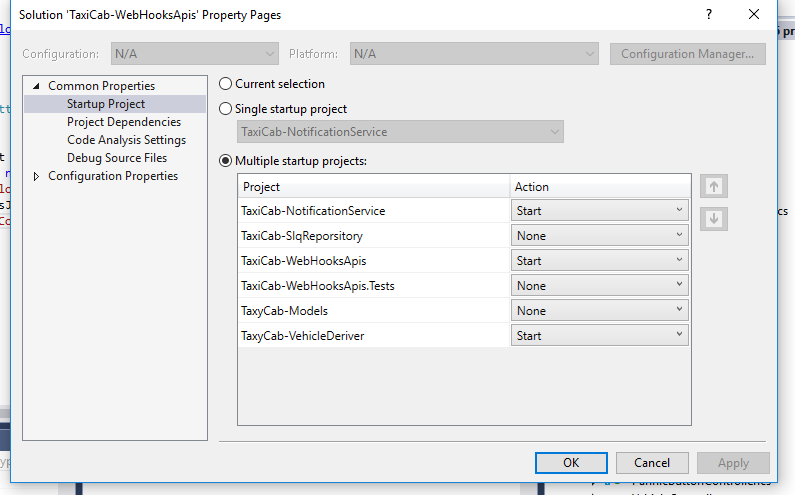 Solution 'TaxiCab-WebHooksApis' Property Pages
?
Configuration: N/A Platform: N/A Configuration Manager...
Common Properties
Startup Project
Project Dependencies
Code Analysis Settings
Debug Source Files
Configuration Properties
Current selection
Single startup project
TaxiCab-NotificationService
Multiple startup projects:
Project Action
TaxiCab-NotificationService Start
TaxiCab-SlqReporsitory None
TaxiCab-WebHooksApis Start
TaxiCab-WebHooksApis.Tests None
TaxyCab-Models None
TaxyCab-VehicleDeriver Start
OK Cancel Apply